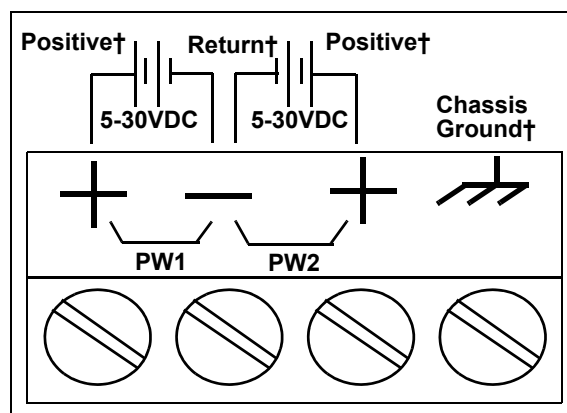 Positive† Return† Positive†
5-30VDC 5-30VDC
Chassis
Ground†
PW1 PW2